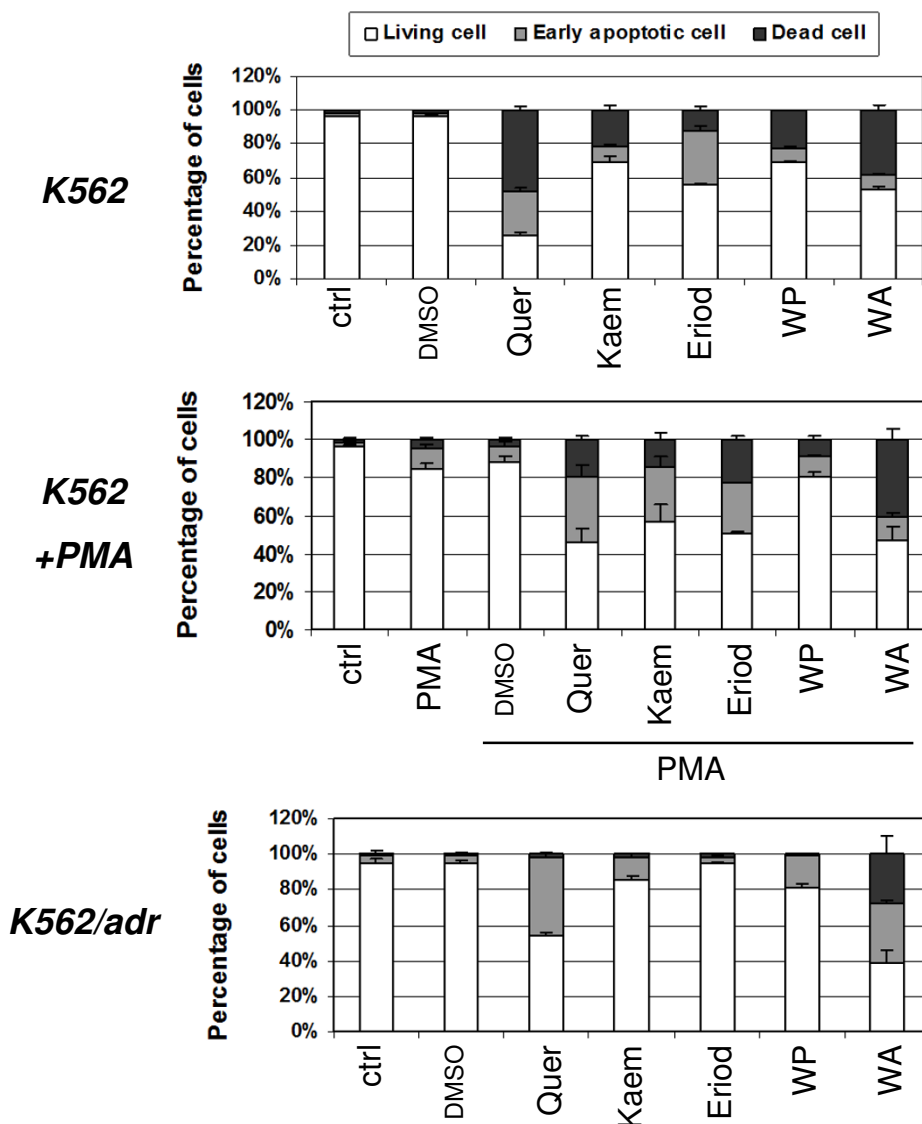 Living cell Early apoptotic cell Dead cell
K562
Percentage of cells
120%
100%
80%
60%
40%
20%
0%
ctrl
DMSO
Quer
Kaem
Eriod
WP
WA
K562
+PMA
Percentage of cells
120%
100%
80%
60%
40%
20%
0%
ctrl
PMA
DMSO
Quer
Kaem
Eriod
WP
WA
PMA
K562/adr
Percentage of cells
120%
100%
80%
60%
40%
20%
0%
ctrl
DMSO
Quer
Kaem
Eriod
WP
WA